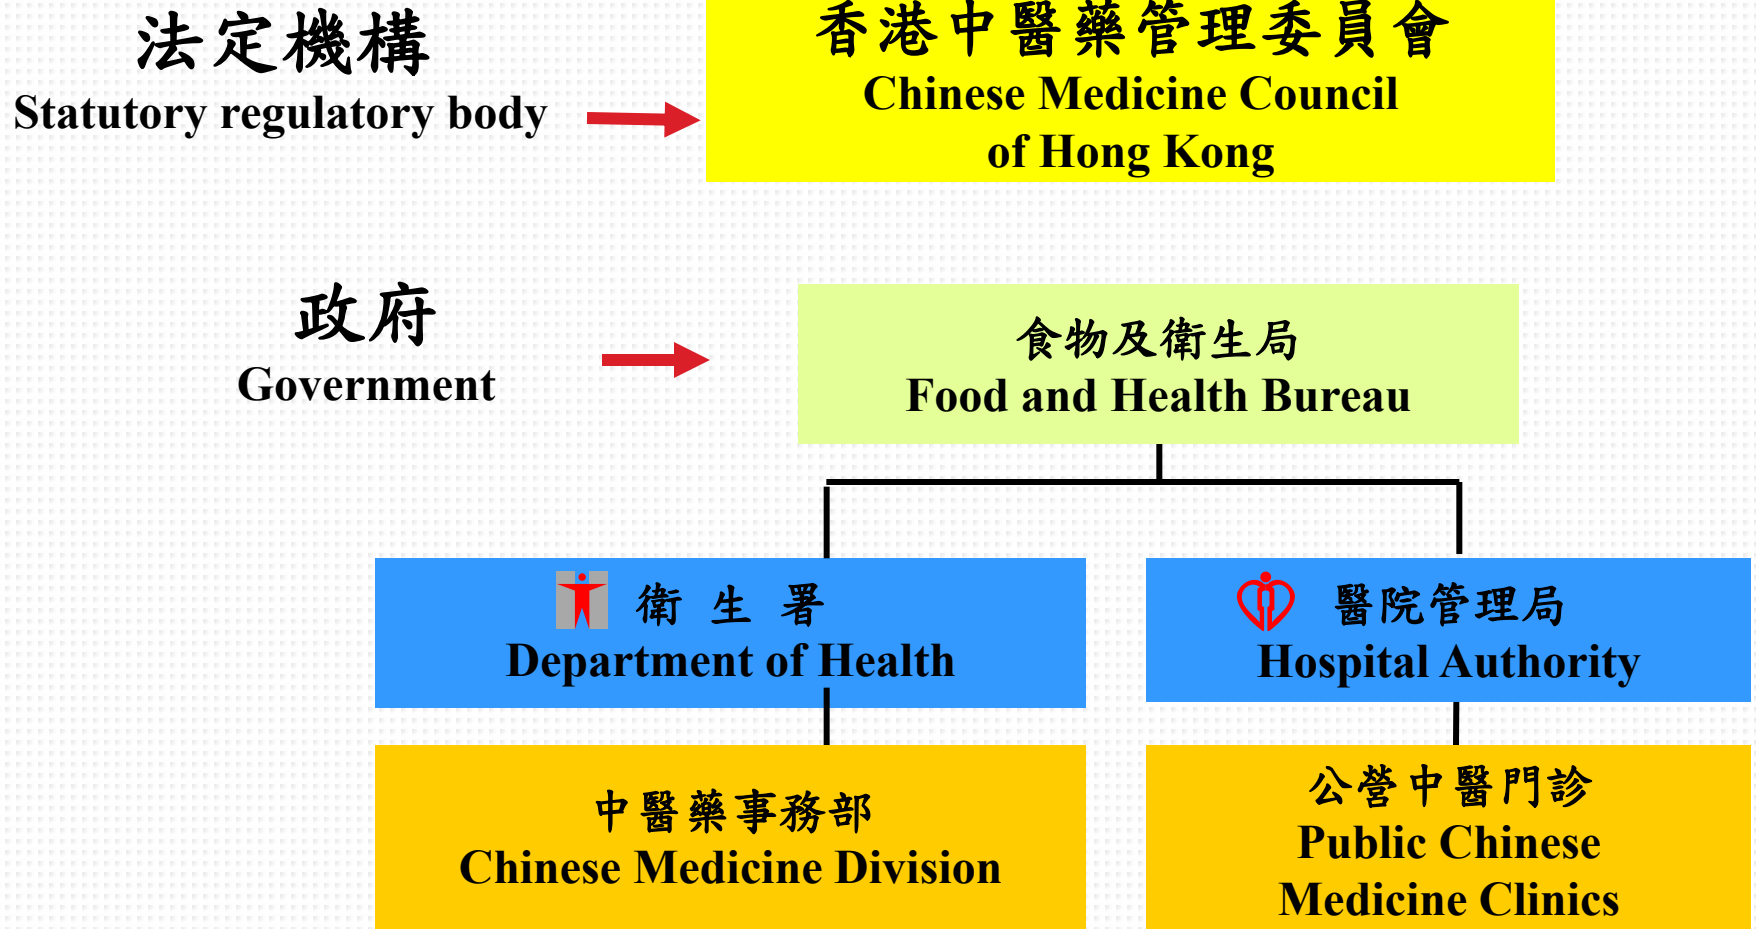 法定機構
Statutory regulatory body
香港中醫藥管理委員會
Chinese Medicine Council
of Hong Kong
政府
Government
食物及衛生局
Food and Health Bureau
衛生署
Department of Health
醫院管理局
Hospital Authority
中醫藥事務部
Chinese Medicine Division
公營中醫門診
Public Chinese
Medicine Clinics